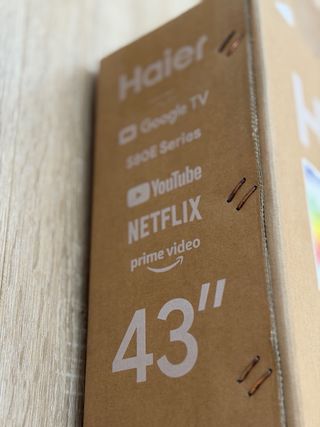 Haier
Google TV
S80E Series
YouTube
NETFLIX
prime video
43"
H